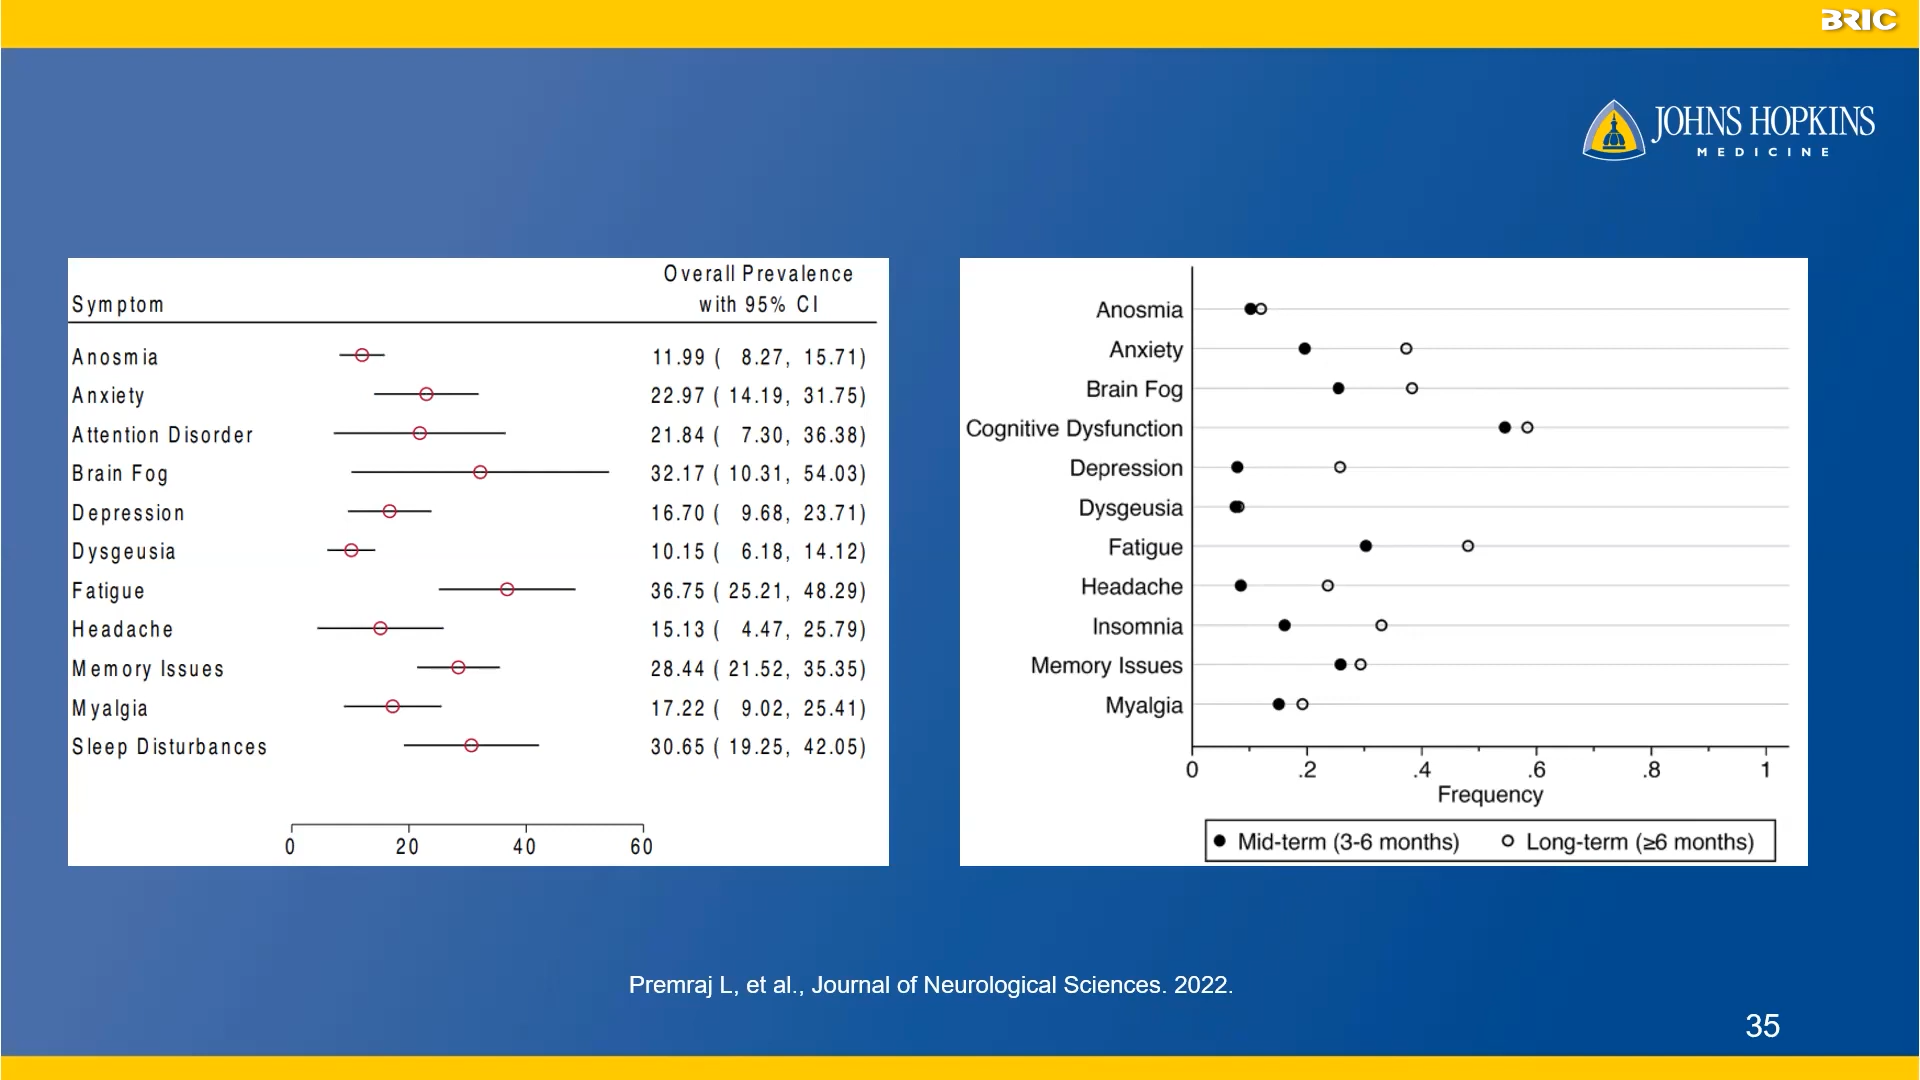 BRIC
JOHNS HOPKINS
MEDICINE
Overall Prevalence
Symptom with 95% CI
Anosmia 11.99 ( 8.27, 15.71)
Anxiety 22.97 ( 14.19, 31.75)
Attention Disorder 21.84 ( 7.30, 36.38)
Brain Fog 32.17 ( 10.31, 54.03)
Depression 16.70 ( 9.68, 23.71)
Dysgeusia 10.15 ( 6.18, 14.12)
Fatigue 36.75 ( 25.21, 48.29)
Headache 15.13 ( 4.47, 25.79)
Memory Issues 28.44 ( 21.52, 35.35)
Myalgia 17.22 ( 9.02, 25.41)
Sleep Disturbances 30.65 ( 19.25, 42.05)
0 20 40 60
Anosmia
Anxiety
Brain Fog
Cognitive Dysfunction
Depression
Dysgeusia
Fatigue
Headache
Insomnia
Memory Issues
Myalgia
0 .2 .4 .6 .8 1
Frequency
Mid-term (3-6 months) Long-term (≥6 months)
Premraj L, et al., Journal of Neurological Sciences. 2022.
35